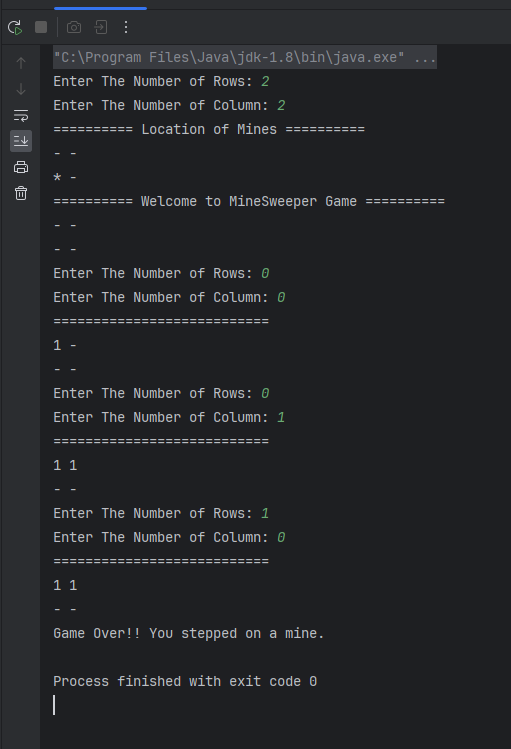 "C:\Program Files\Java\jdk-1.8\bin\java.exe" ...
Enter The Number of Rows: 2
Enter The Number of Column: 2
========== Location of Mines ==========
- -
* -
========== Welcome to MineSweeper Game ==========
- -
- -
Enter The Number of Rows: 0
Enter The Number of Column: 0
===========================
1 -
- -
Enter The Number of Rows: 0
Enter The Number of Column: 1
===========================
1 1
- -
Enter The Number of Rows: 1
Enter The Number of Column: 0
===========================
1 1
- -
Game Over!! You stepped on a mine.
Process finished with exit code 0